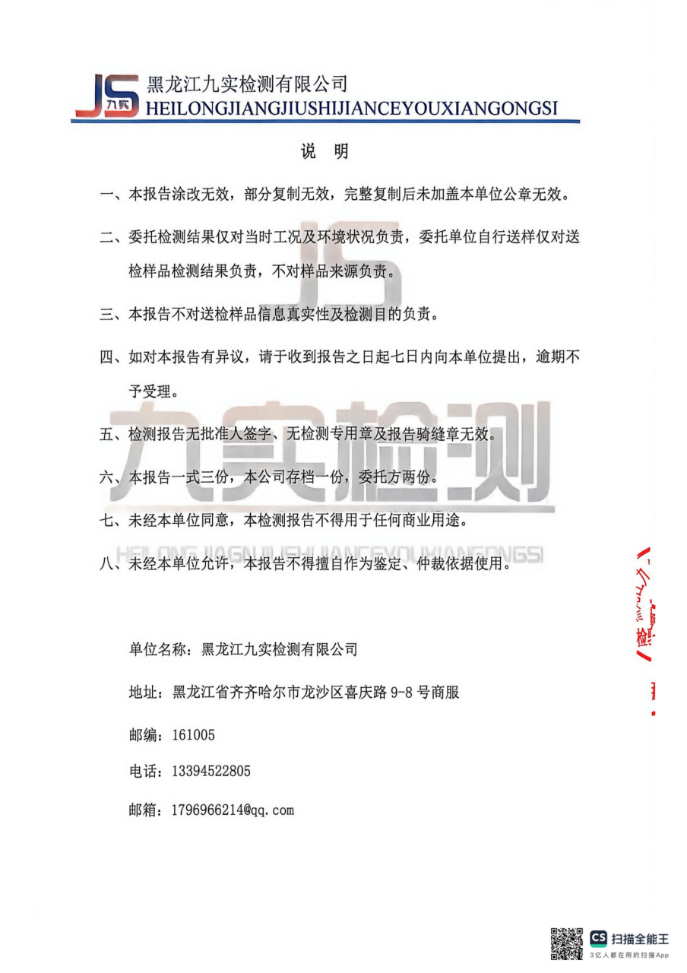 JS
九实
黑龙江九实检测有限公司
HEILONGJIANGJIUSHIJIANCEYOUXIANGONGSI
说 明
一、本报告涂改无效，部分复制无效，完整复制后未加盖本单位公章无效。
二、委托检测结果仅对当时工况及环境状况负责，委托单位自行送样仅对送
检样品检测结果负责，不对样品来源负责。
三、本报告不对送检样品信息真实性及检测目的负责。
四、如对本报告有异议，请于收到报告之日起七日内向本单位提出，逾期不
予受理。
五、检测报告无批准人签字、无检测专用章及报告骑缝章无效。
六、本报告一式三份，本公司存档一份，委托方两份。
七、未经本单位同意，本检测报告不得用于任何商业用途。
八、未经本单位允许，本报告不得擅自作为鉴定、仲裁依据使用。
JS
九实检测
单位名称：黑龙江九实检测有限公司
地址：黑龙江省齐齐哈尔市龙沙区喜庆路 9-8 号商服
邮编：161005
电话：13394522805
邮箱：1796966214@qq.com
检
CS 扫描全能王
3亿人都在用的扫描App